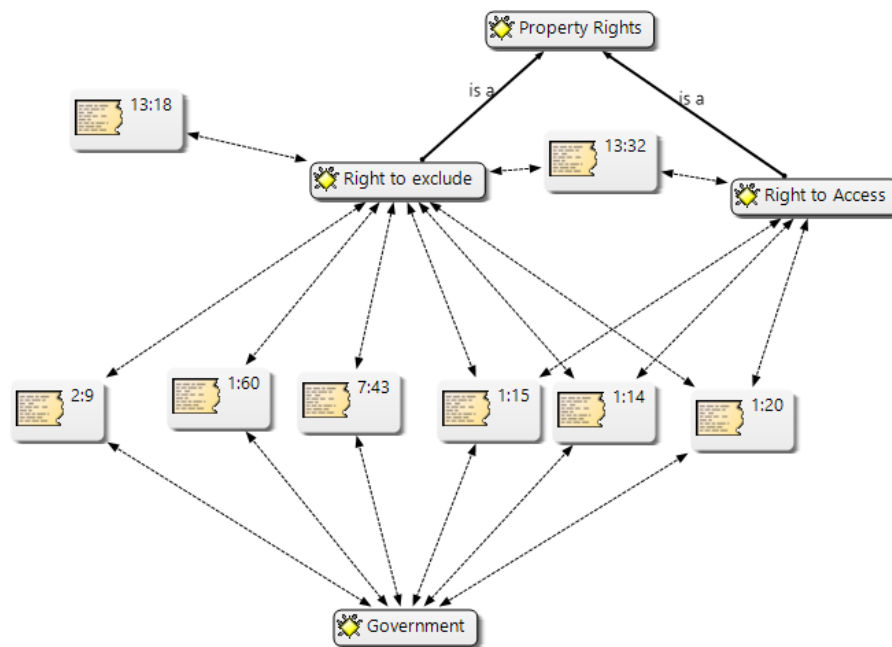 Property Rights
is a
is a
13:18
13:32
Right to exclude
Right to Access
2:9
1:60
7:43
1:15
1:14
1:20
Government